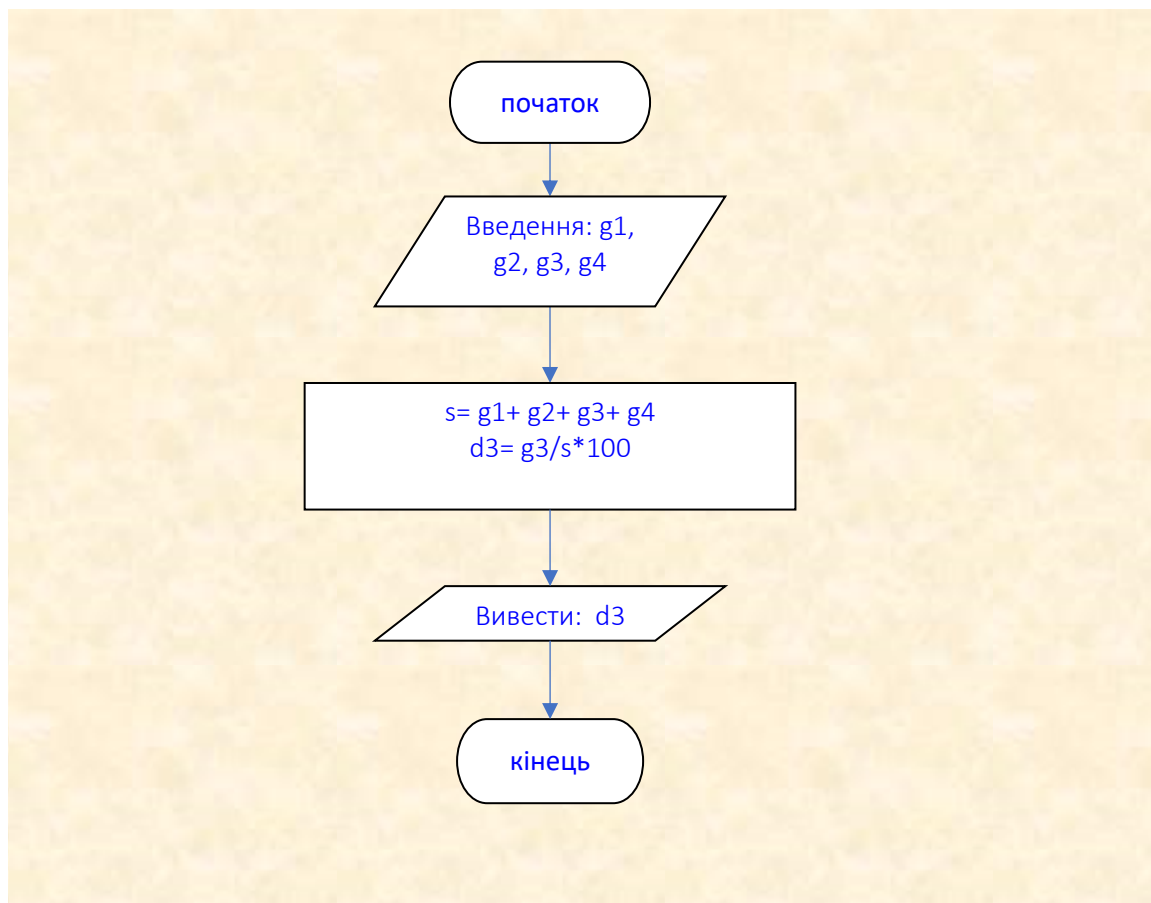 початок
Введення: g1,
g2, g3, g4
s= g1+ g2+ g3+ g4
d3= g3/s*100
Вивести:  d3
кінець